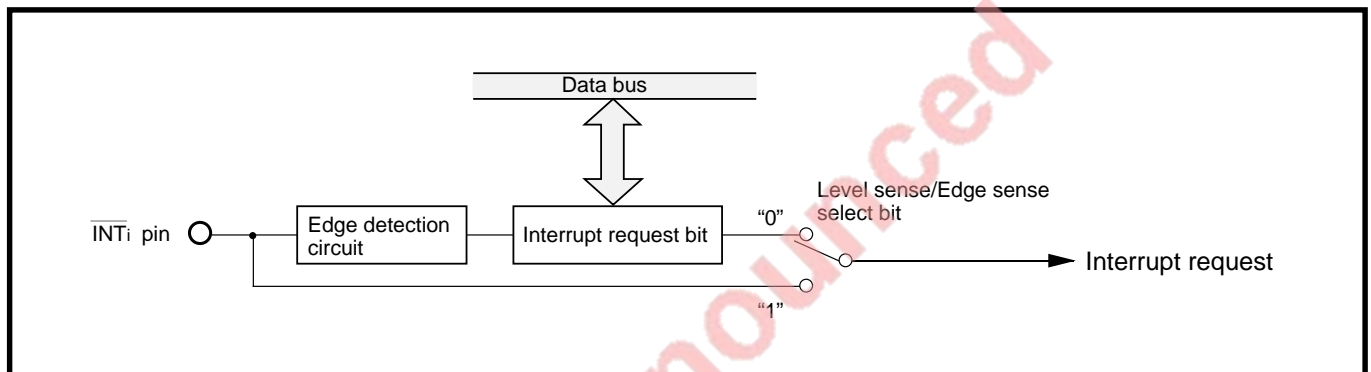 Data bus
Level sense/Edge sense
select bit
INTi pin
Edge detection
circuit
Interrupt request bit
“0”
“1”
Interrupt request
nounced